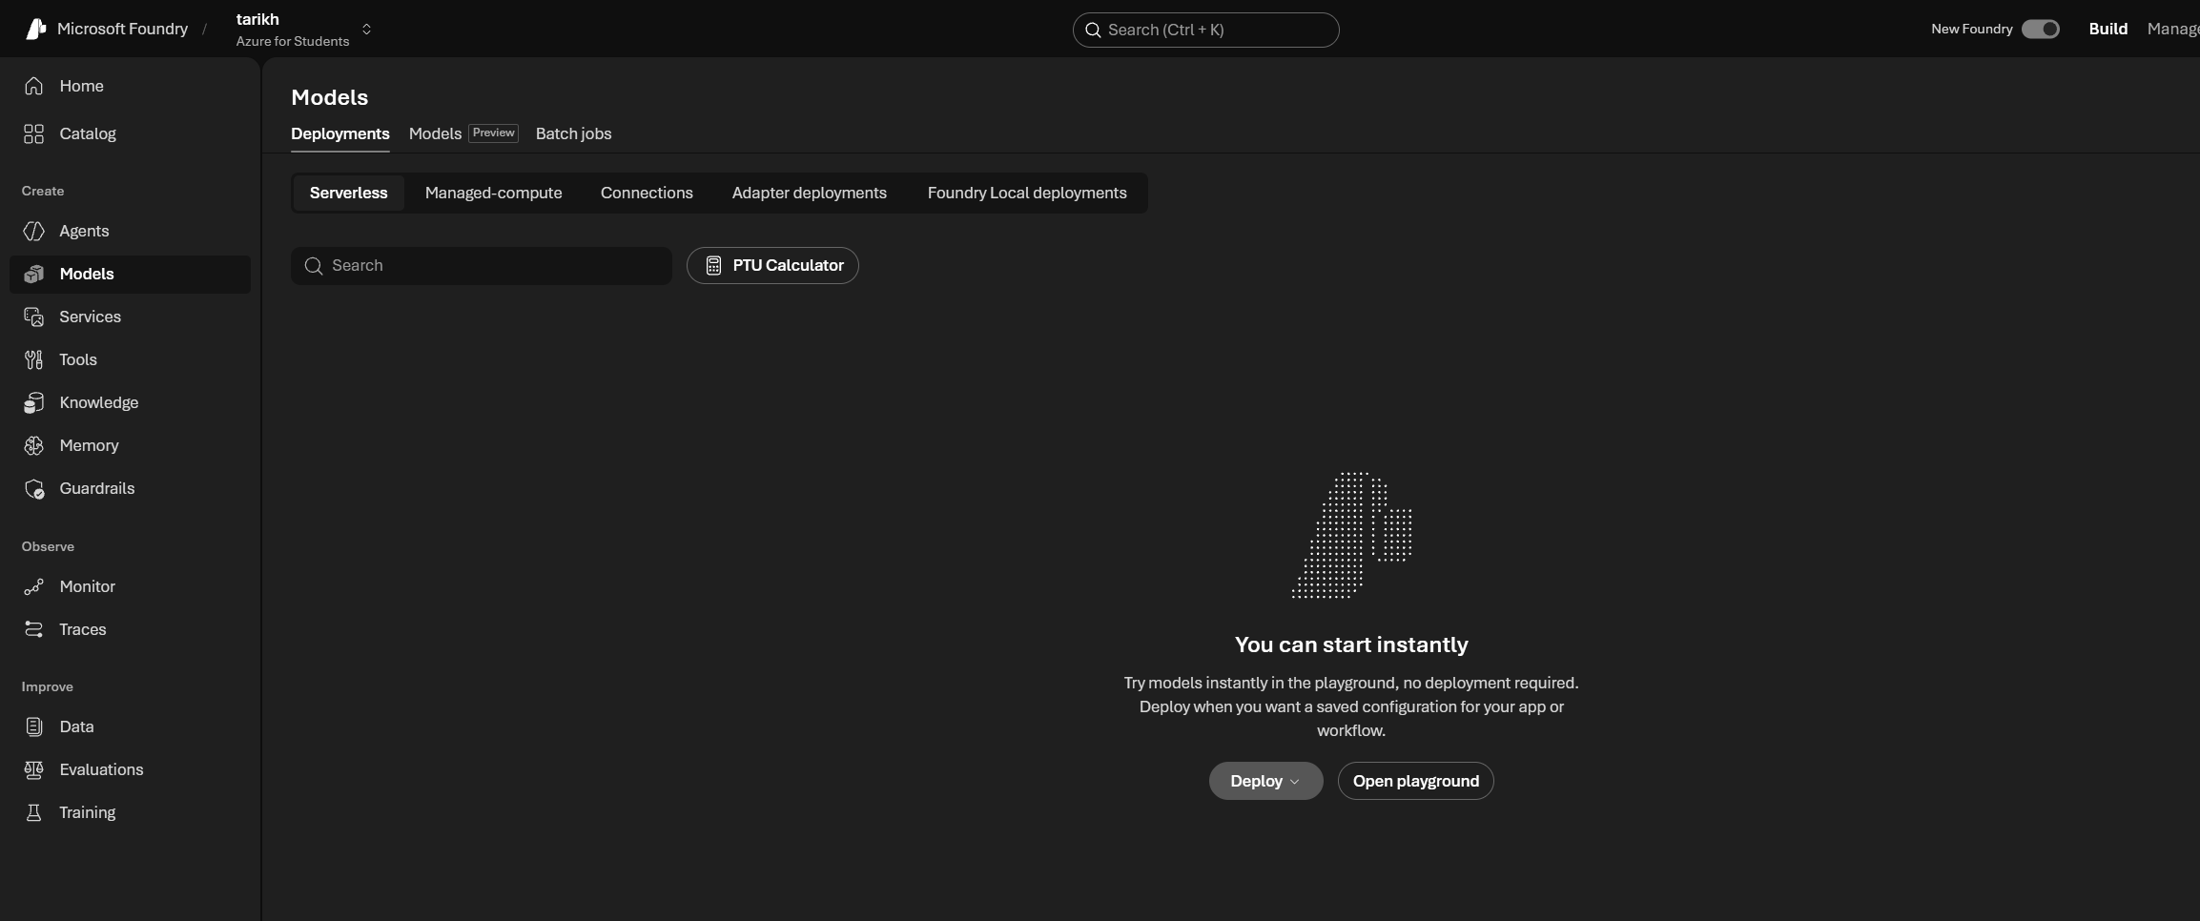 Microsoft Foundry / tarikh
Azure for Students
Search (Ctrl + K)
New Foundry
Build
Manage
Home
Catalog
Create
Agents
Models
Services
Tools
Knowledge
Memory
Guardrails
Observe
Monitor
Traces
Improve
Data
Evaluations
Training
Models
Deployments Models Preview Batch jobs
Serverless Managed-compute Connections Adapter deployments Foundry Local deployments
Search PTU Calculator
You can start instantly
Try models instantly in the playground, no deployment required.
Deploy when you want a saved configuration for your app or
workflow.
Deploy Open playground